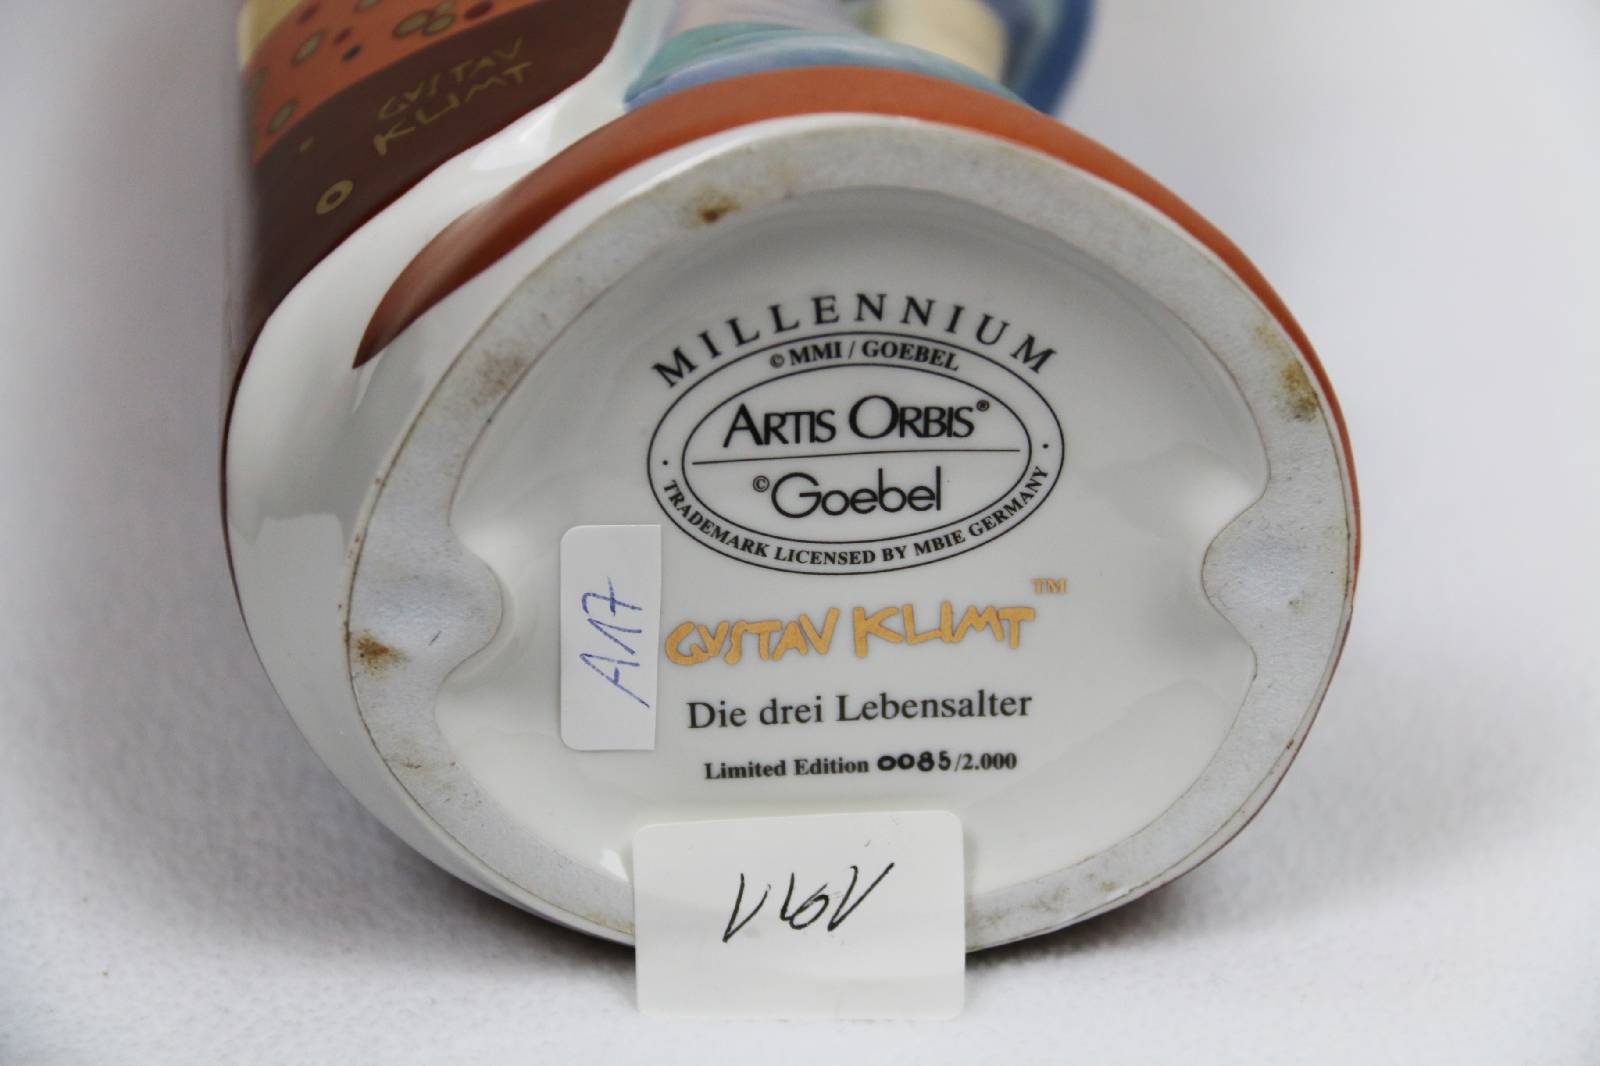 GUSTAV
KLIMT
MILLENNIUM
© MMI / GOEBEL
ARTIS ORBIS®
© Goebel
· TRADEMARK LICENSED BY MBIE GERMANY ·
A17
GUSTAV KLIMT™
Die drei Lebensalter
Limited Edition 0085/2.000